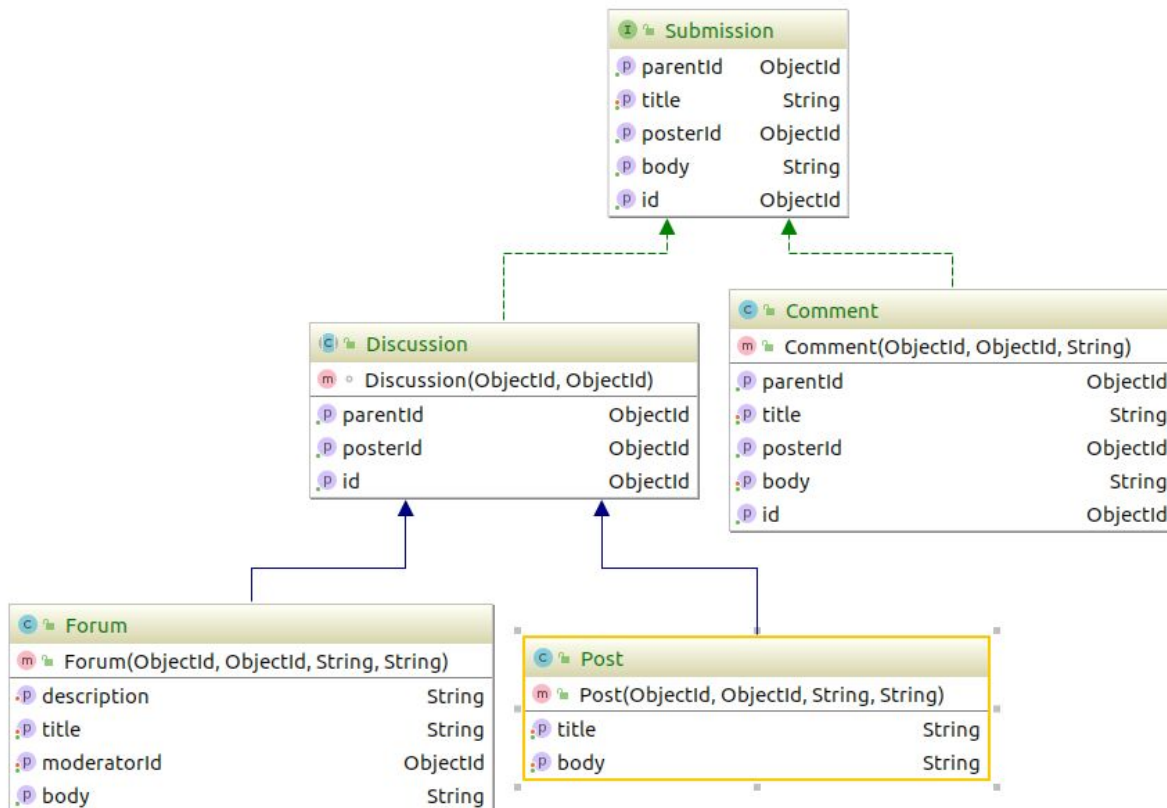 Submission
parentId ObjectId
title String
posterId ObjectId
body String
id ObjectId
Discussion
Discussion(ObjectId, ObjectId)
parentId ObjectId
posterId ObjectId
id ObjectId
Comment
Comment(ObjectId, ObjectId, String)
parentId ObjectId
title String
posterId ObjectId
body String
id ObjectId
Forum
Forum(ObjectId, ObjectId, String, String)
description String
title String
moderatorId ObjectId
body String
Post
Post(ObjectId, ObjectId, String, String)
title String
body String